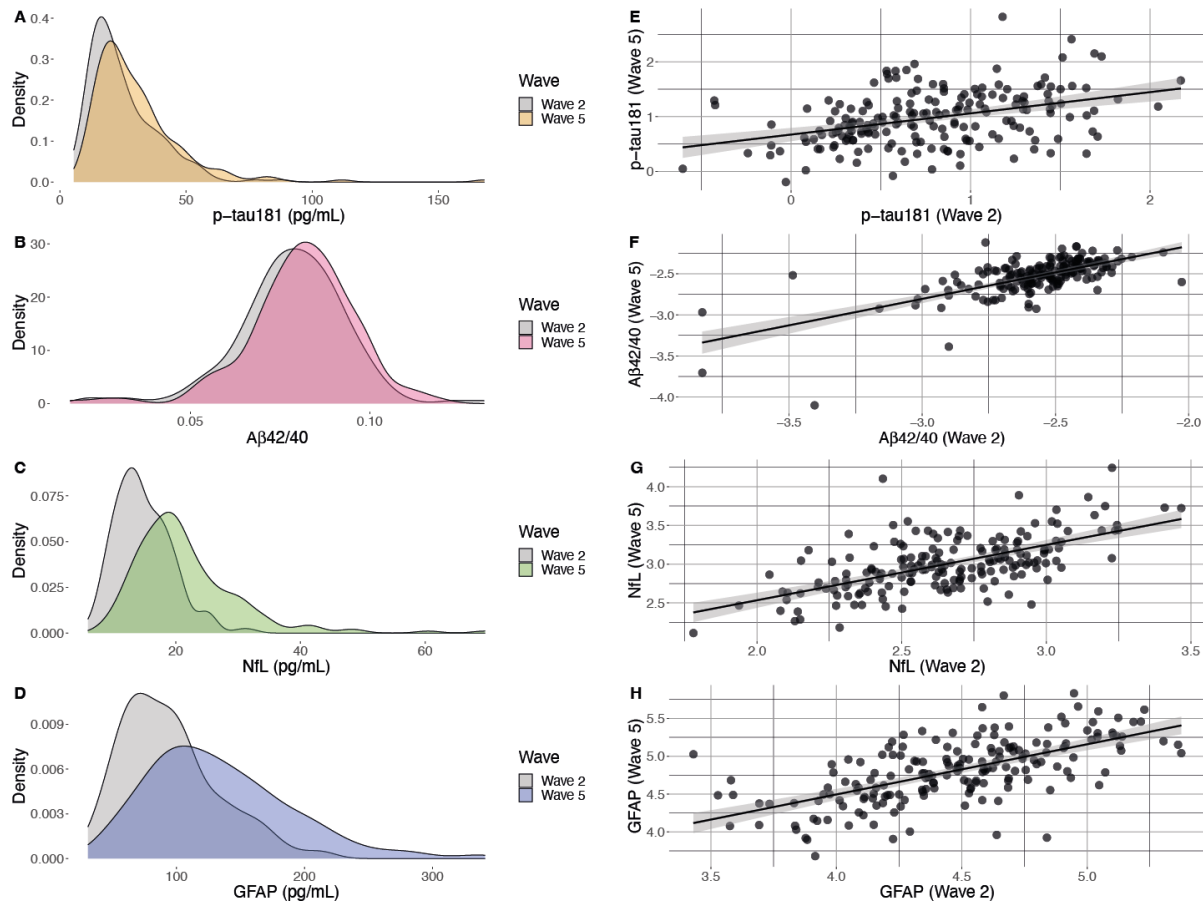 A
0.4
0.3
0.2
0.1
0.0
Density
0
50
100
150
p−tau181 (pg/mL)
Wave
Wave 2
Wave 5
B
30
20
10
0
Density
0.05
0.10
Aβ42/40
Wave
Wave 2
Wave 5
C
0.075
0.050
0.025
0.000
Density
20
40
60
NfL (pg/mL)
Wave
Wave 2
Wave 5
D
0.009
0.006
0.003
0.000
Density
100
200
300
GFAP (pg/mL)
Wave
Wave 2
Wave 5
E
2
1
0
p−tau181 (Wave 5)
0
1
2
p−tau181 (Wave 2)
F
−2.5
−3.0
−3.5
−4.0
Aβ42/40 (Wave 5)
−3.5
−3.0
−2.5
−2.0
Aβ42/40 (Wave 2)
G
4.0
3.5
3.0
2.5
NfL (Wave 5)
2.0
2.5
3.0
3.5
NfL (Wave 2)
H
5.5
5.0
4.5
4.0
GFAP (Wave 5)
3.5
4.0
4.5
5.0
GFAP (Wave 2)